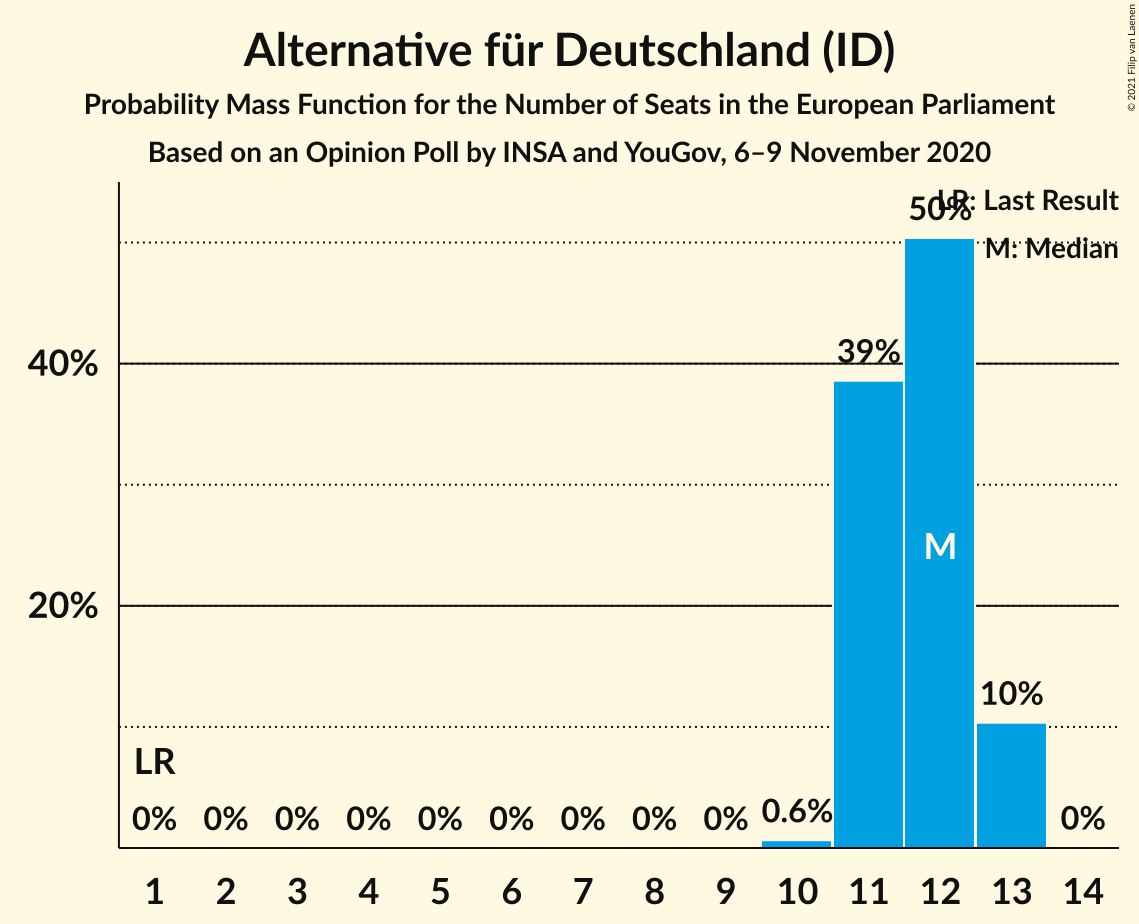 Alternative für Deutschland (ID)
Probability Mass Function for the Number of Seats in the European Parliament
Based on an Opinion Poll by INSA and YouGov, 6–9 November 2020
© 2021 Filip van Laenen
LR: Last Result
M: Median
40%
20%
LR
M
0% 0% 0% 0% 0% 0% 0% 0% 0% 0.6% 39% 50% 10% 0%
1 2 3 4 5 6 7 8 9 10 11 12 13 14